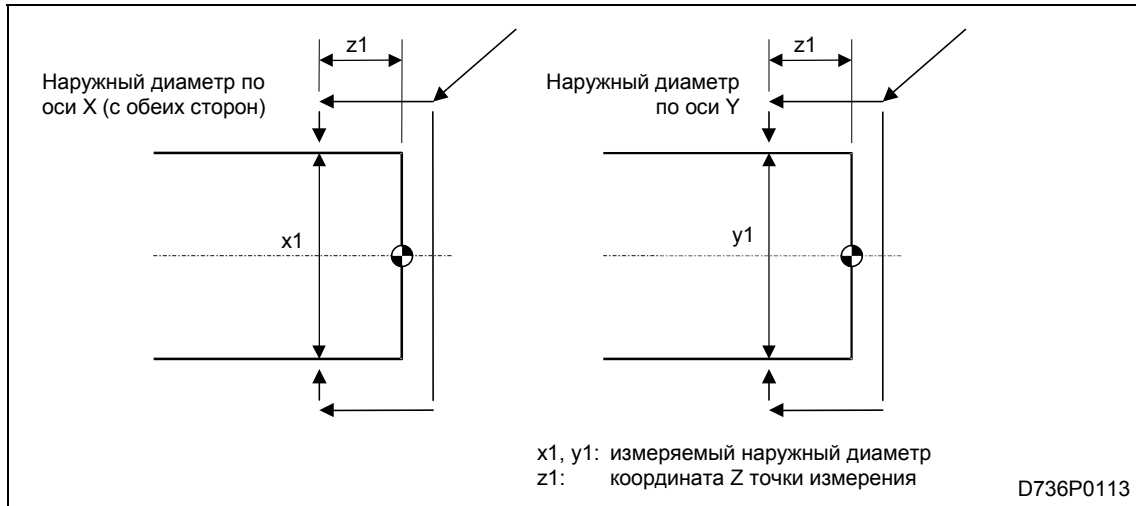 z1
Наружный диаметр по
оси X (с обеих сторон)
x1
z1
Наружный диаметр
по оси Y
y1
x1, y1: измеряемый наружный диаметр
z1: координата Z точки измерения
D736P0113